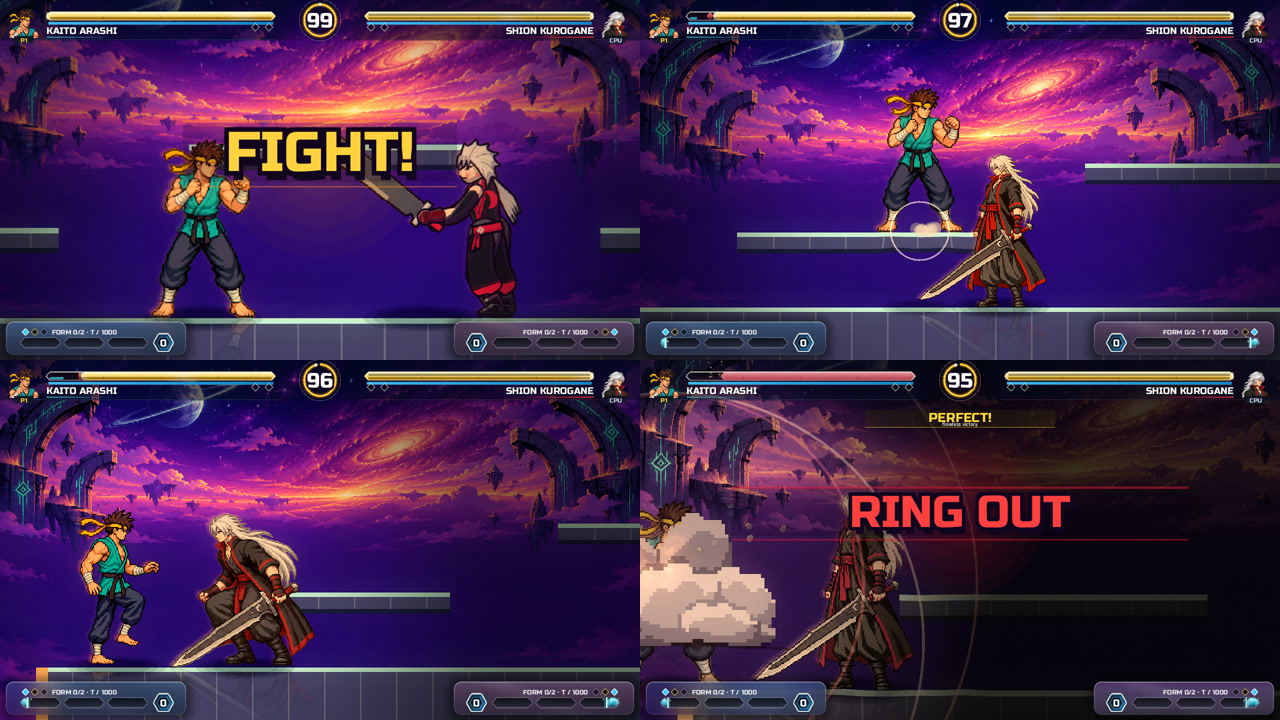 99
KAITO ARASHI
SHION KUROGANE
P1
CPU
FIGHT!
FORM 0/2 · T / 1000
0
FORM 0/2 · T / 1000
0
97
KAITO ARASHI
SHION KUROGANE
P1
CPU
FORM 0/2 · T / 1000
0
FORM 0/2 · T / 1000
0
96
KAITO ARASHI
SHION KUROGANE
P1
CPU
FORM 0/2 · T / 1000
0
FORM 0/2 · T / 1000
0
95
KAITO ARASHI
SHION KUROGANE
P1
CPU
PERFECT!
flawless victory
RING OUT
FORM 0/2 · T / 1000
0
FORM 0/2 · T / 1000
0